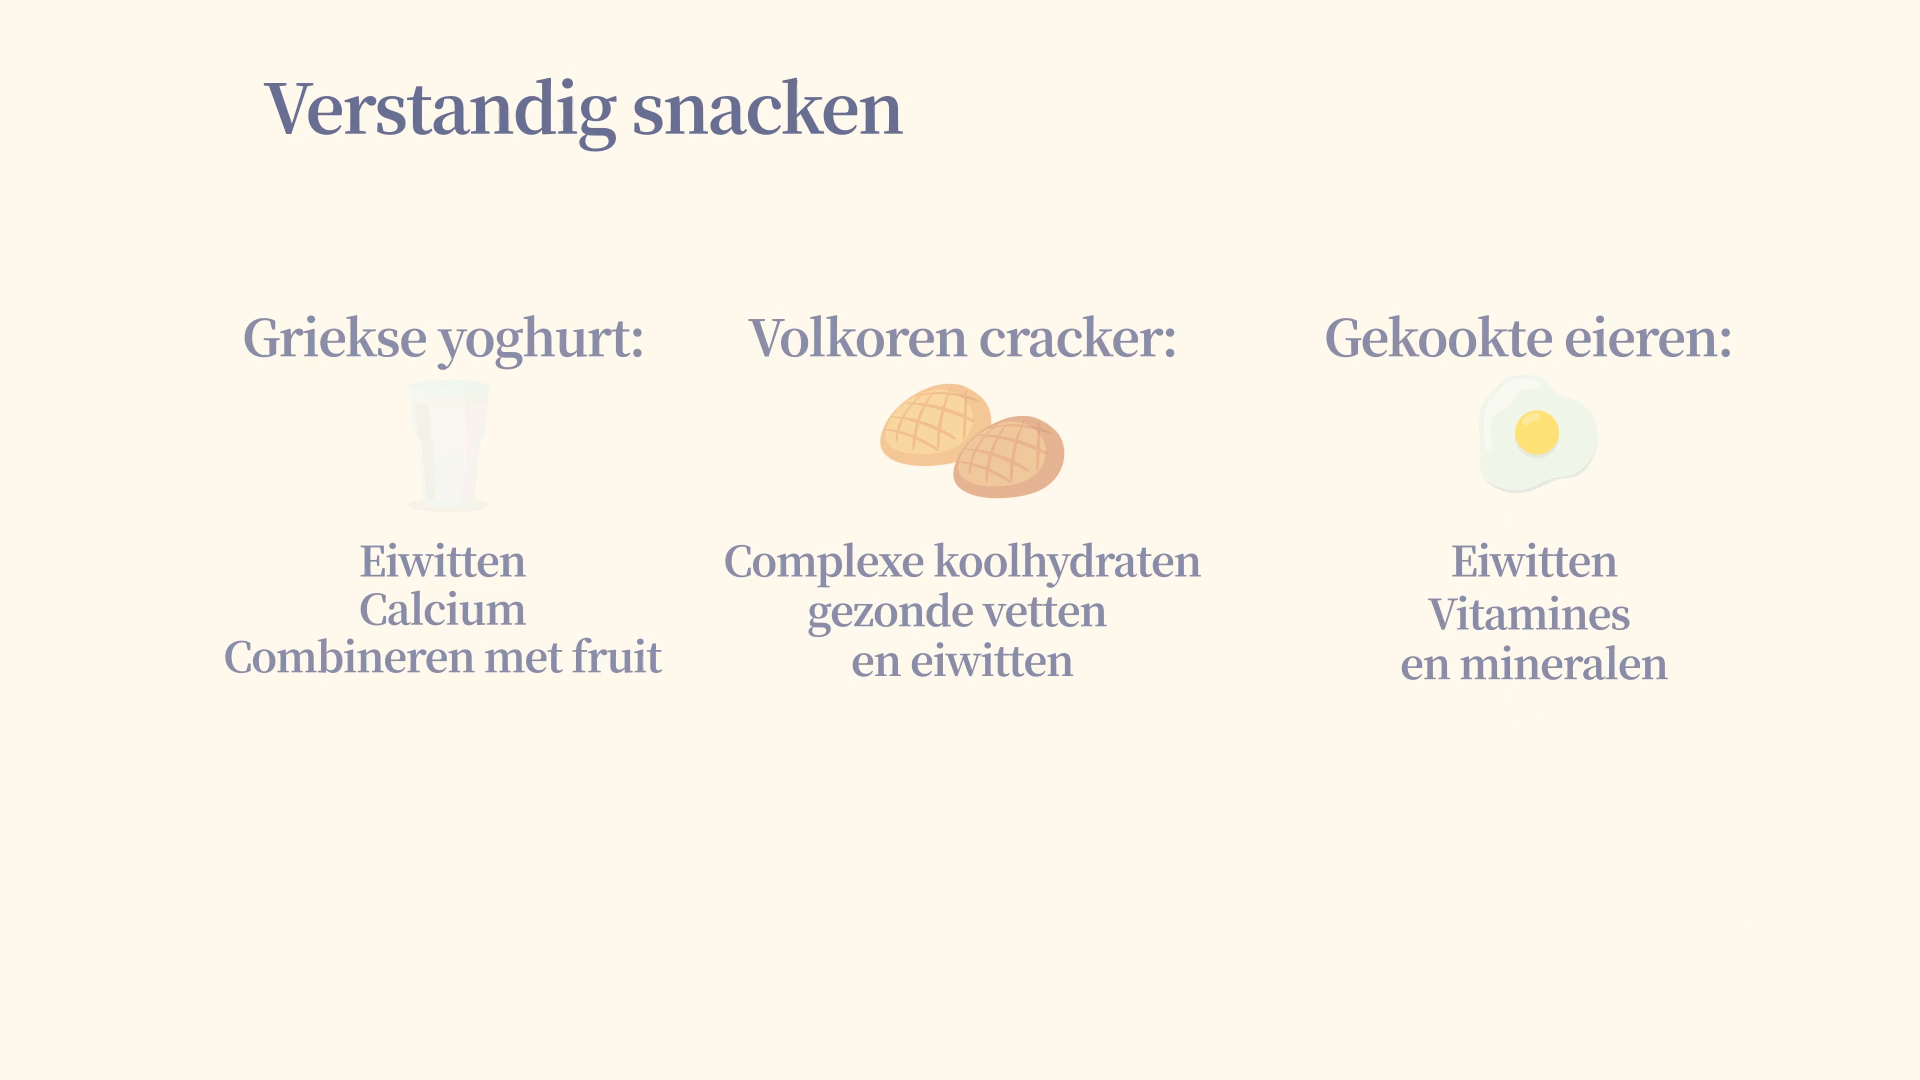 Verstandig snacken
Griekse yoghurt:
Eiwitten
Calcium
Combineren met fruit
Volkoren cracker:
Complexe koolhydraten
gezonde vetten
en eiwitten
Gekookte eieren:
Eiwitten
Vitamines
en mineralen